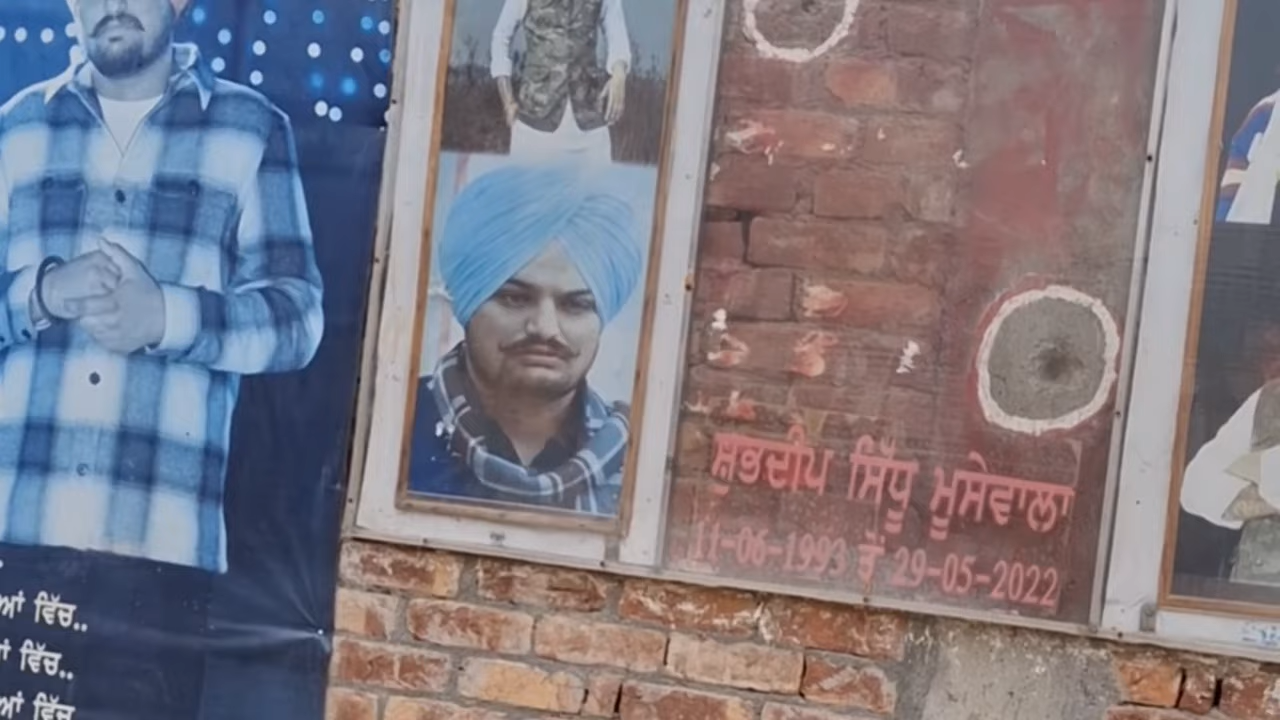 ਸ਼ੁਭਦੀਪ ਸਿੱਧੂ ਮੂਸੇਵਾਲਾ
11-06-1993 ਤੋਂ 29-05-2022
ਵਿੱਚ..
ਵਿੱਚ..
ਵਿੱਚ